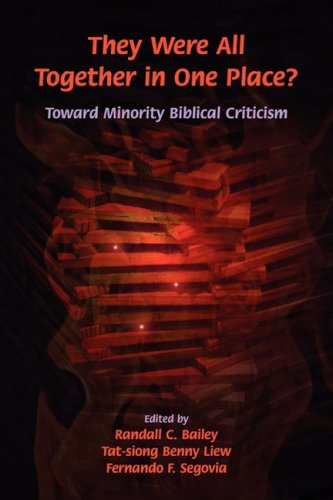 They Were All
Together in One Place?
Toward Minority Biblical Criticism
Edited by
Randall C. Bailey
Tat-siong Benny Liew
Fernando F. Segovia